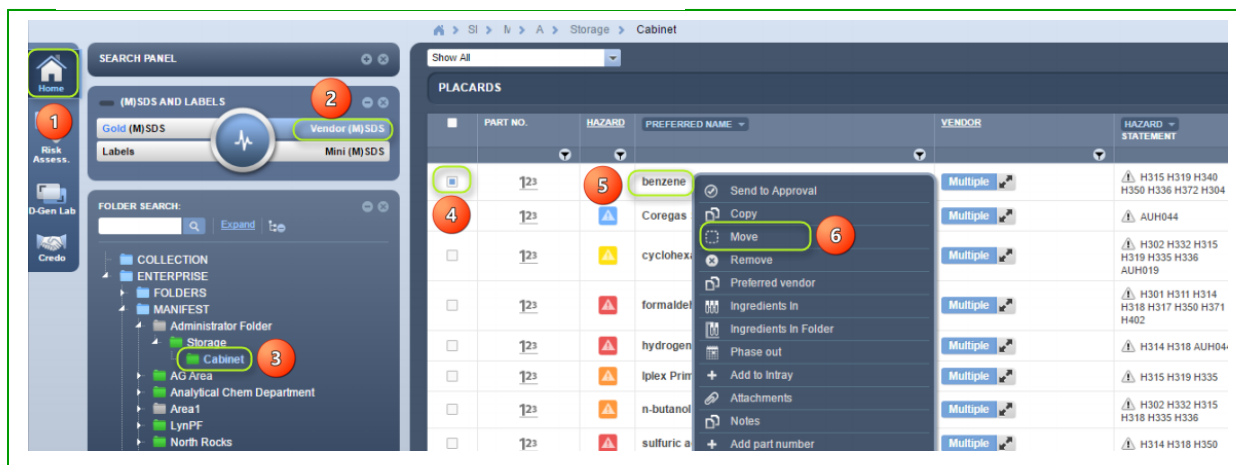 SI > M > A > Storage > Cabinet
Home
1
Risk
Assess.
D-Gen Lab
Credo
SEARCH PANEL
(M)SDS AND LABELS
2
Gold (M)SDS
Vendor (M)SDS
Labels
Mini (M)SDS
FOLDER SEARCH:
Expand
COLLECTION
ENTERPRISE
FOLDERS
MANIFEST
Administrator Folder
Storage
Cabinet
3
AG Area
Analytical Chem Department
Area1
LynPF
North Rocks
Show All
PLACARDS
PART NO. HAZARD PREFERRED NAME VENDOR HAZARD STATEMENT
4
5
123 benzene Multiple H315 H319 H340
H350 H336 H372 H304
123 Coregas Multiple AUH044
123 cyclohex Multiple H302 H332 H315
H319 H335 H336
AUH019
123 formaldeh Multiple H301 H311 H314
H318 H317 H350 H371
H402
123 hydrogen Multiple H314 H318 AUH044
123 Iplex Prim Multiple H315 H319 H335
123 n-butanol Multiple H302 H332 H315
H318 H335 H336
123 sulfuric a Multiple H314 H318 H350
Send to Approval
Copy
Move
6
Remove
Preferred vendor
Ingredients In
Ingredients In Folder
Phase out
Add to Intray
Attachments
Notes
Add part number